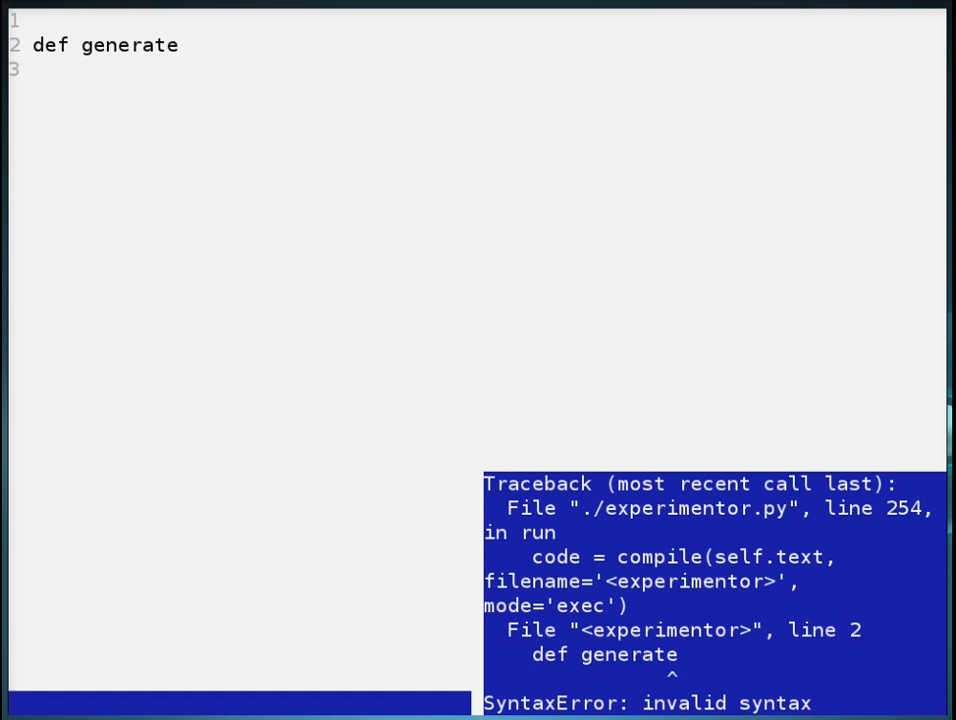 1
2 def generate
3
Traceback (most recent call last):
  File "./experimentor.py", line 254,
in run
    code = compile(self.text,
filename='<experimentor>',
mode='exec')
  File "<experimentor>", line 2
    def generate
               ^
SyntaxError: invalid syntax